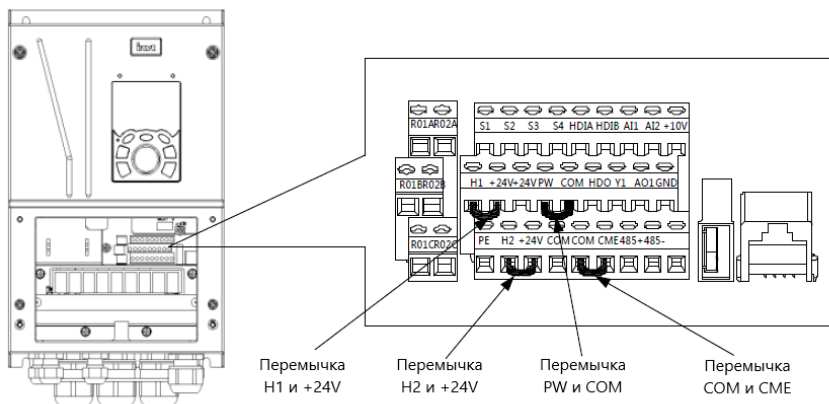 R01A R02A
S1 S2 S3 S4 HDIA HDIB AI1 AI2 +10V
R01B R02B
H1 +24V +24V PW COM HDO Y1 AO1 GND
R01C R02C
PE H2 +24V COM COM CME 485+ 485-
Перемычка
H1 и +24V
Перемычка
H2 и +24V
Перемычка
PW и COM
Перемычка
COM и CME